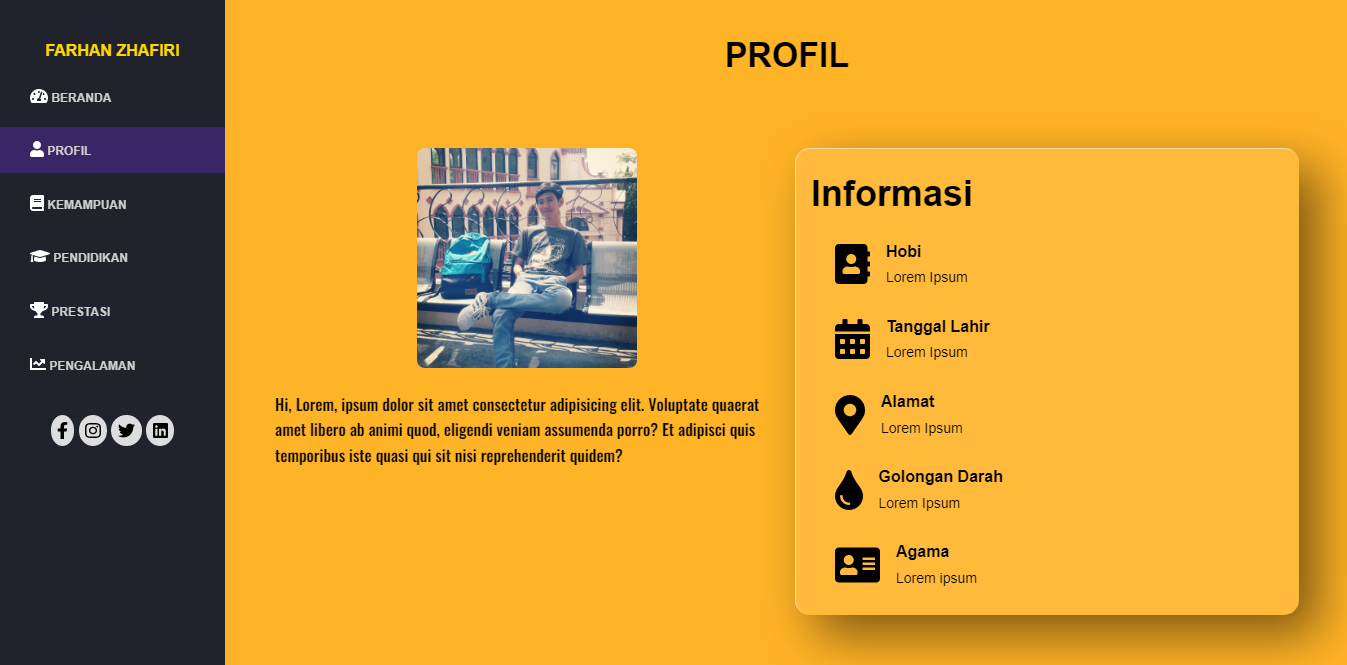 FARHAN ZHAFIRI
BERANDA
PROFIL
KEMAMPUAN
PENDIDIKAN
PRESTASI
PENGALAMAN
PROFIL
Hi, Lorem, ipsum dolor sit amet consectetur adipisicing elit. Voluptate quaerat
amet libero ab animi quod, eligendi veniam assumenda porro? Et adipisci quis
temporibus iste quasi qui sit nisi reprehenderit quidem?
Informasi
Hobi
Lorem Ipsum
Tanggal Lahir
Lorem Ipsum
Alamat
Lorem Ipsum
Golongan Darah
Lorem Ipsum
Agama
Lorem ipsum